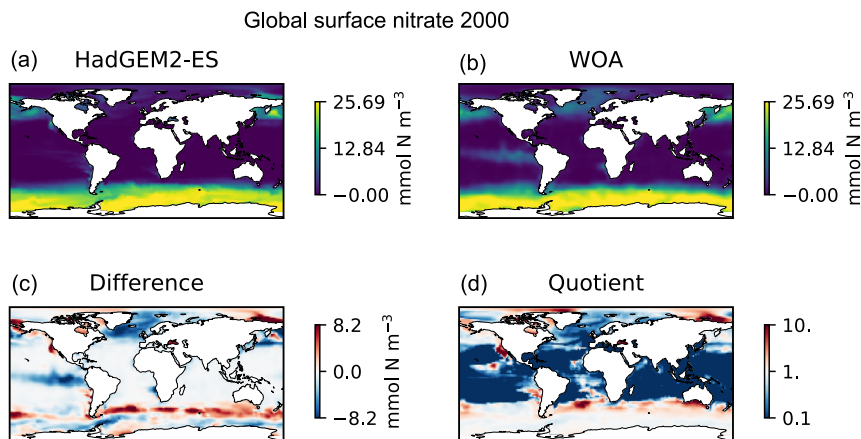 Global surface nitrate 2000
(a) HadGEM2-ES
(b) WOA
25.69
12.84
−0.00
mmol N m⁻³
25.69
12.84
−0.00
mmol N m⁻³
(c) Difference
(d) Quotient
8.2
0.0
−8.2
mmol N m⁻³
10.
1.
0.1